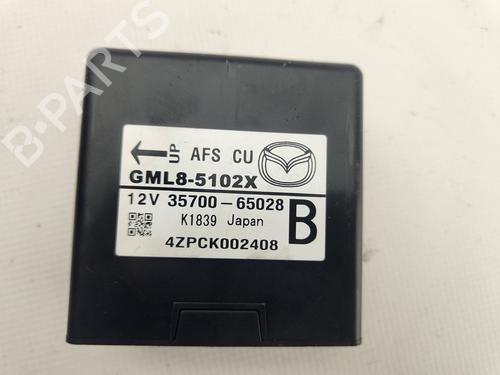 B-PARTS
← UP AFS CU
GML8-5102X
12V 35700-65028
B
K1839 Japan
4ZPCK002408